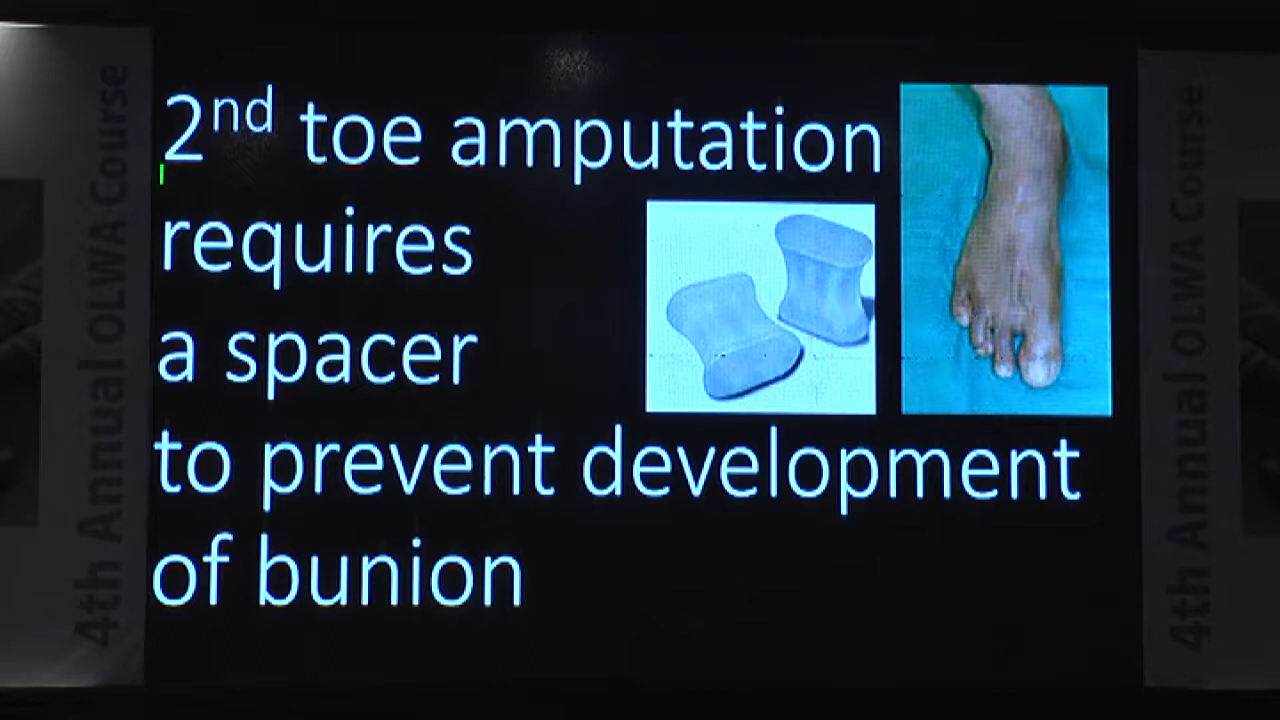 2nd toe amputation
requires
a spacer
to prevent development
of bunion
4th Annual OLWA Course
4th Annual OLWA Course